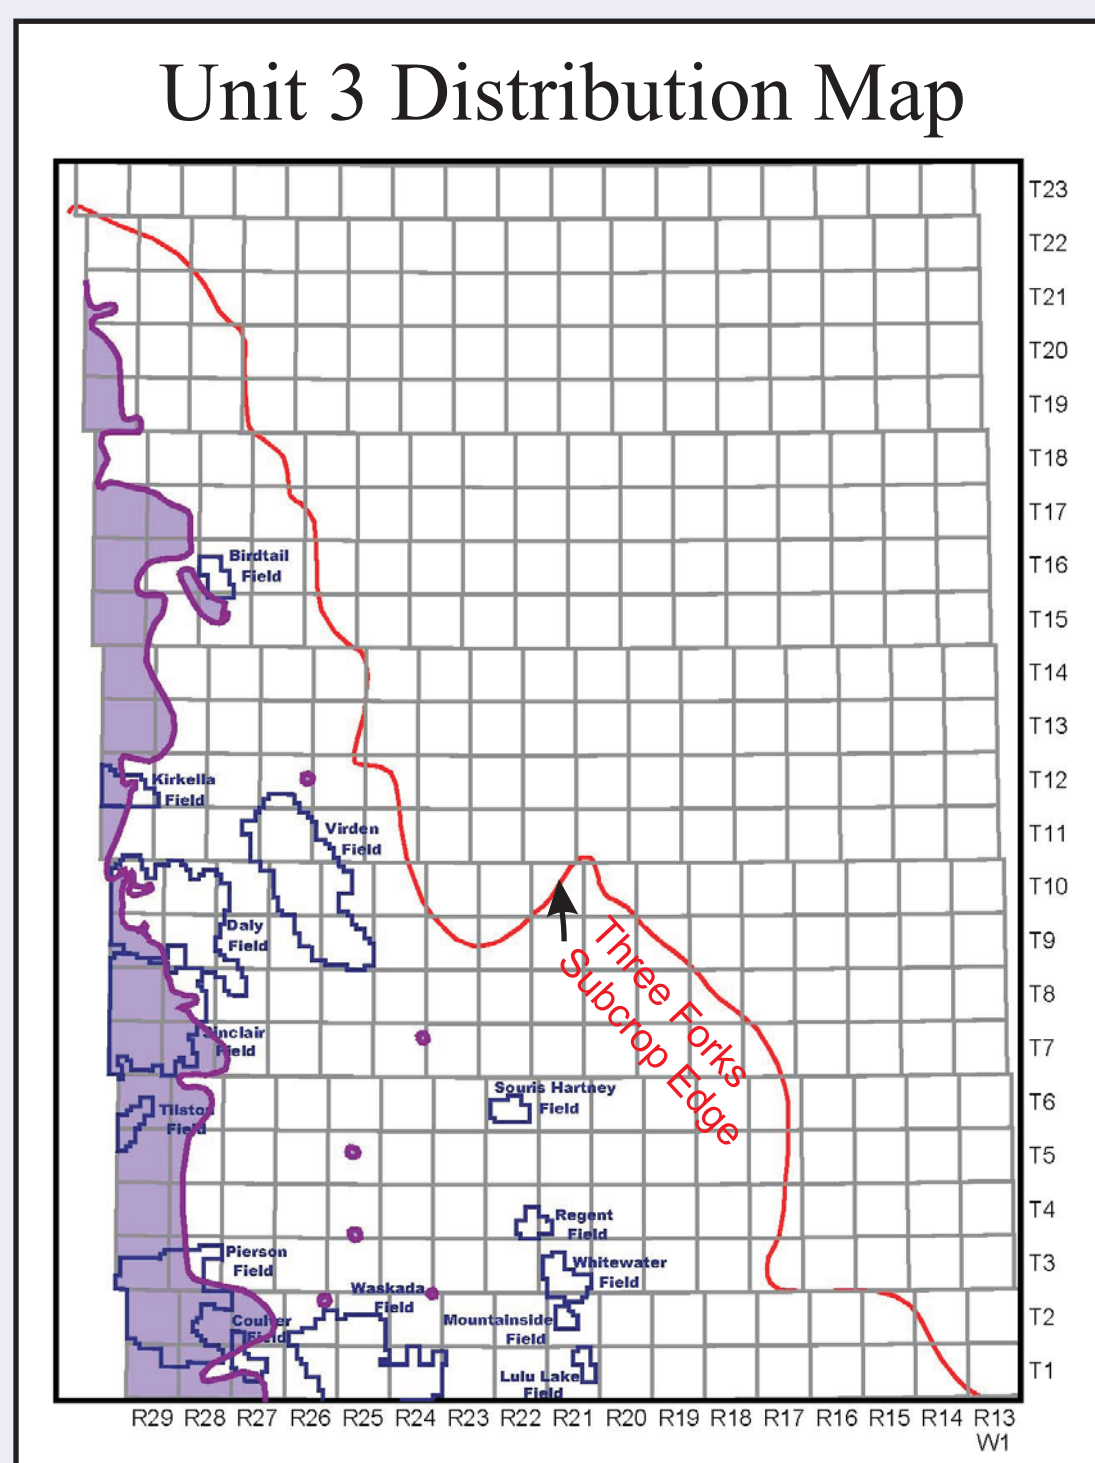 Unit 3 Distribution Map
T23
T22
T21
T20
T19
T18
T17
Birdtail
Field
T16
T15
T14
T13
Kirkella
Field
T12
Virden
Field
T11
T10
Daly
Field
T9
Three Forks
Subcrop Edge
T8
Sinclair
Field
T7
Souris Hartney
Field
T6
Tilston
Field
T5
Regent
Field
T4
Pierson
Field
Whitewater
Field
T3
Waskada
Field
Coulter
Field
Mountainside
Field
T2
Lulu Lake
Field
T1
R29 R28 R27 R26 R25 R24 R23 R22 R21 R20 R19 R18 R17 R16 R15 R14 R13
W1